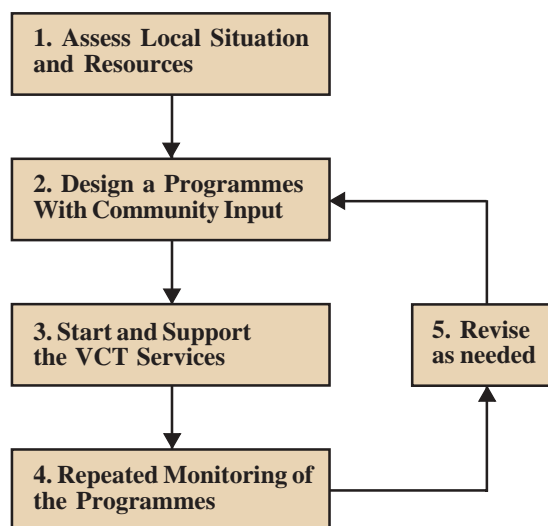 1. Assess Local Situation
and Resources
2. Design a Programmes
With Community Input
3. Start and Support
the VCT Services
5. Revise
as needed
4. Repeated Monitoring of
the Programmes